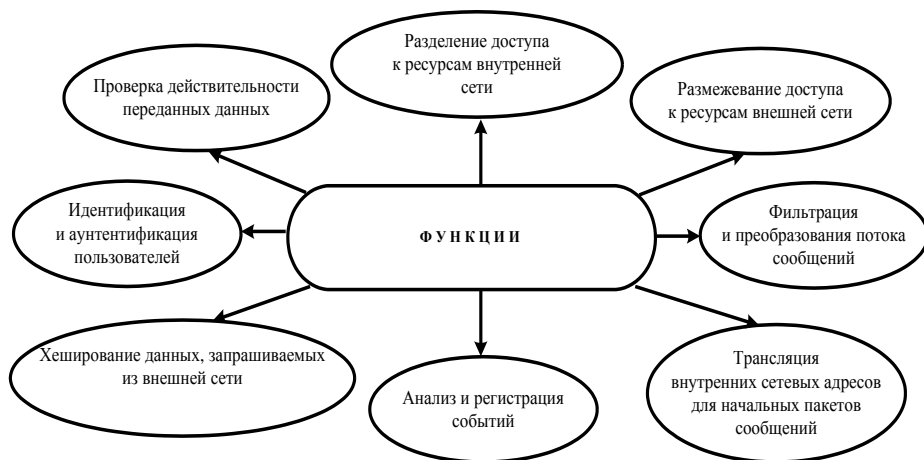 Разделение доступа
к ресурсам внутренней
сети
Проверка действительности
переданных данных
Размежевание доступа
к ресурсам внешней сети
Идентификация
и аунтентификация
пользователей
ФУНКЦИИ
Фильтрация
и преобразования потока
сообщений
Хеширование данных, запрашиваемых
из внешней сети
Анализ и регистрация
событий
Трансляция
внутренних сетевых адресов
для начальных пакетов
сообщений